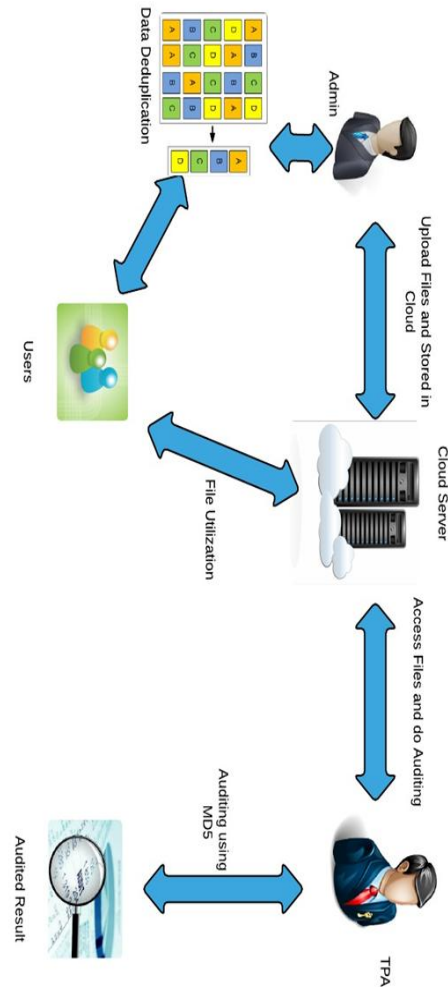 Upload Files and Stored in
Cloud
Cloud Server
Access Files and do Auditing
TPA
Admin
A B C D
D A B A
C D C D
B C A B
A A B C
A
B
C
D
Data Deduplication
File Utilization
Users
Auditing using
MD5
Audited Result